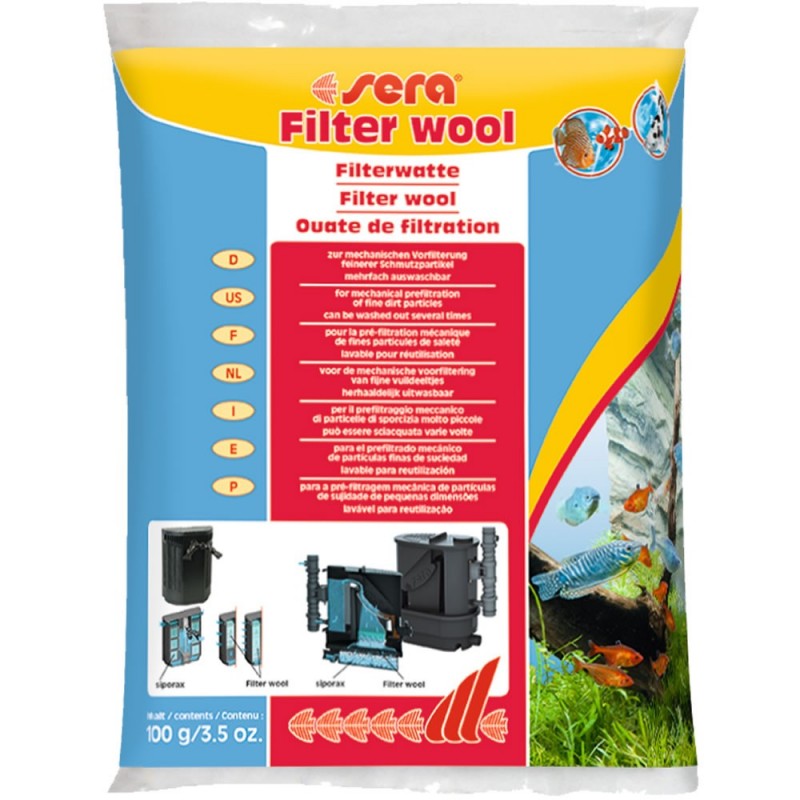 sera®
Filter wool
Filterwatte
Filter wool
Ouate de filtration
D
zur mechanischen Vorfilterung
feinerer Schmutzpartikel
mehrfach auswaschbar
US
for mechanical prefiltration
of fine dirt particles
can be washed out several times
F
pour la pré-filtration mécanique
de fines particules de saleté
lavable pour réutilisation
NL
voor de mechanische voorfiltering
van fijne vuildeeltjes
herhaaldelijk uitwasbaar
I
per il prefiltraggio meccanico
di particelle di sporcizia molto piccole
può essere sciacquata varie volte
E
para el prefiltrado mecánico
de partículas finas de suciedad
lavable para reutilización
P
para a pré-filtragem mecânica de partículas
de sujidade de pequenas dimensões
lavável para reutilização
siporax Filter wool
siporax Filter wool
Inhalt / contents / Contenu :
100 g/3.5 oz.